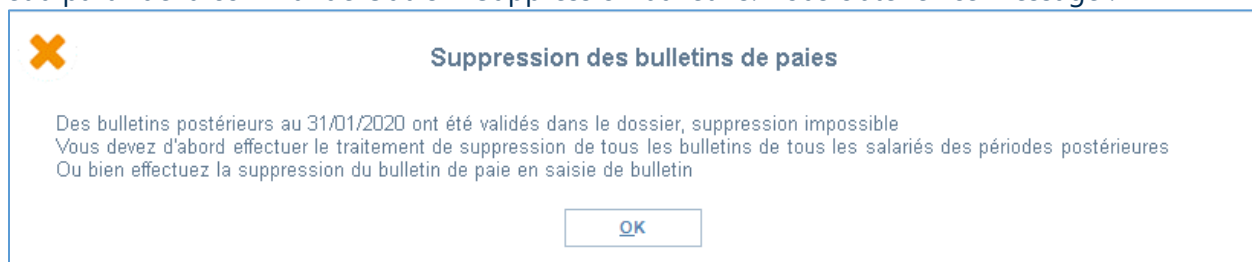 Suppression des bulletins de paies
Des bulletins postérieurs au 31/01/2020 ont été validés dans le dossier, suppression impossible
Vous devez d'abord effectuer le traitement de suppression de tous les bulletins de tous les salariés des périodes postérieures
Ou bien effectuez la suppression du bulletin de paie en saisie de bulletin
OK